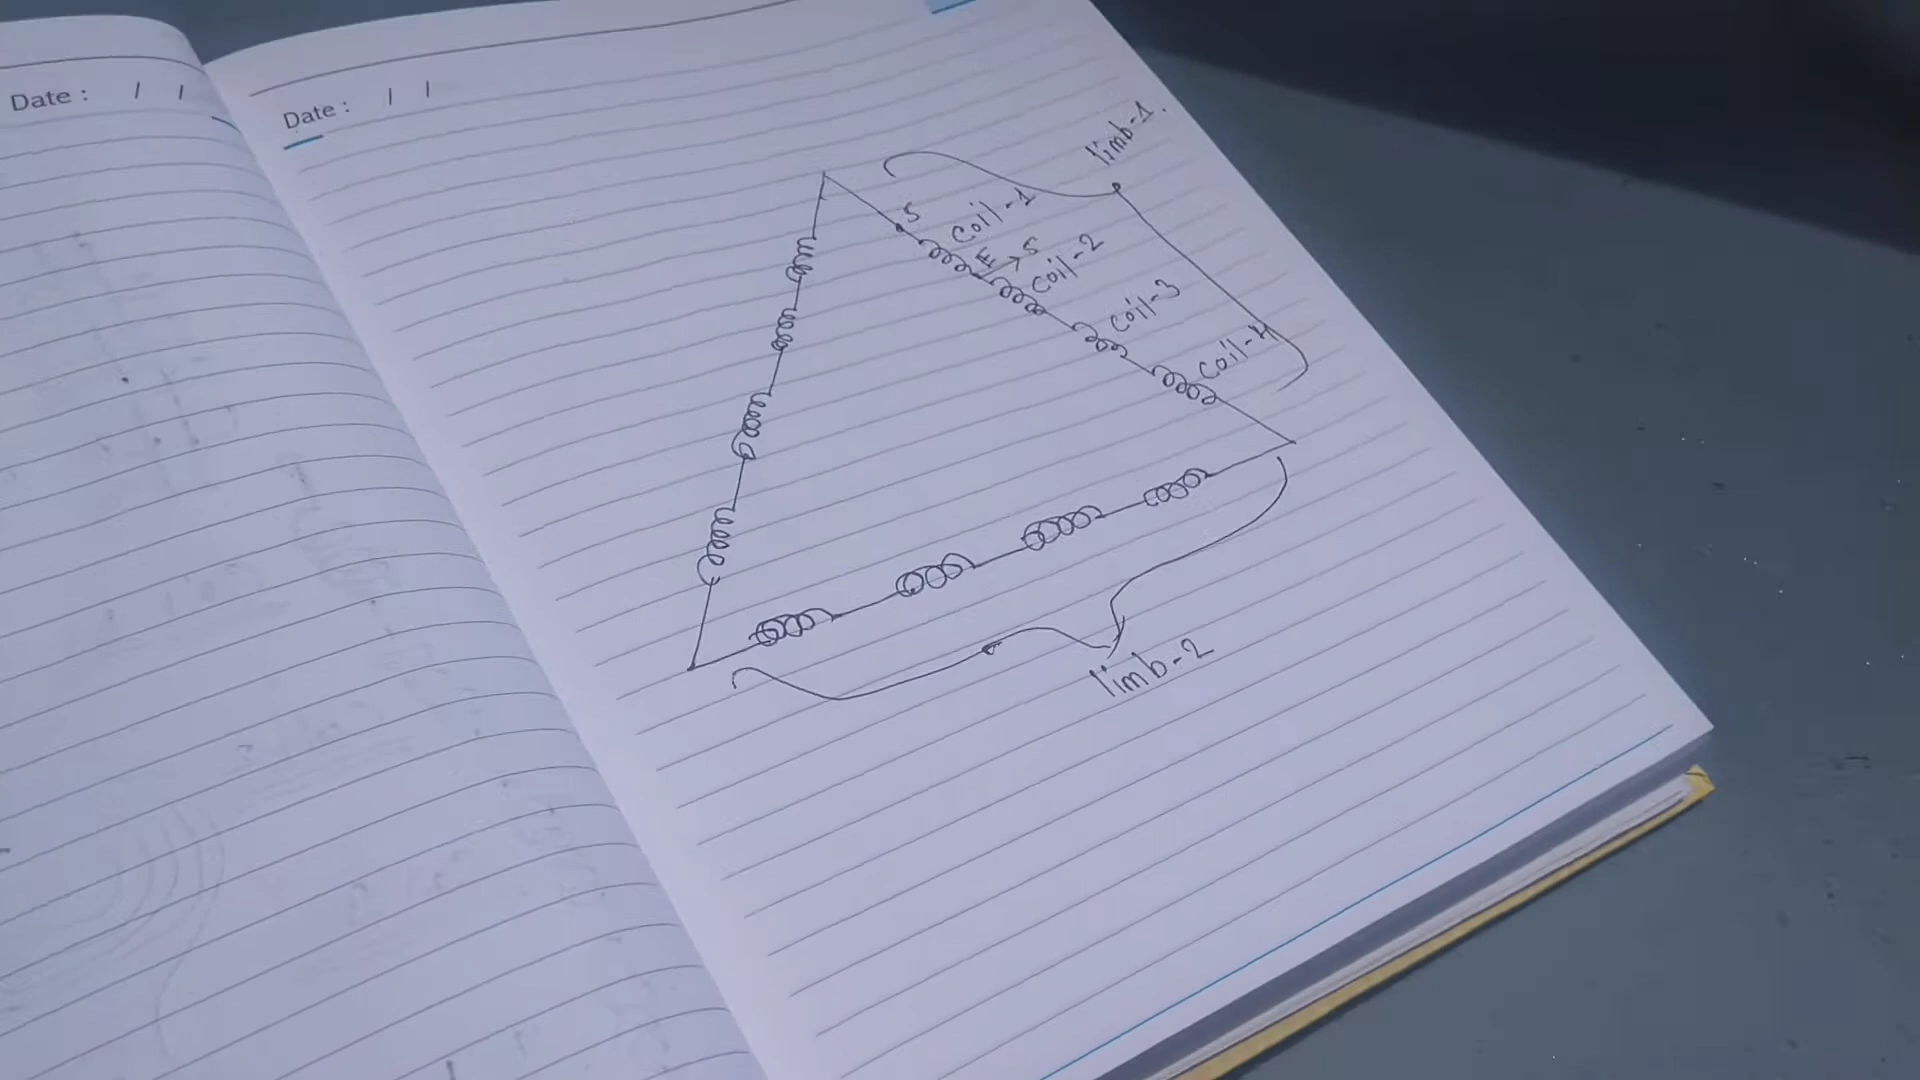 Date : / /
Date : / /
limb-1.
S
coil-1
E → S
coil-2
coil-3
coil-4
limb-2